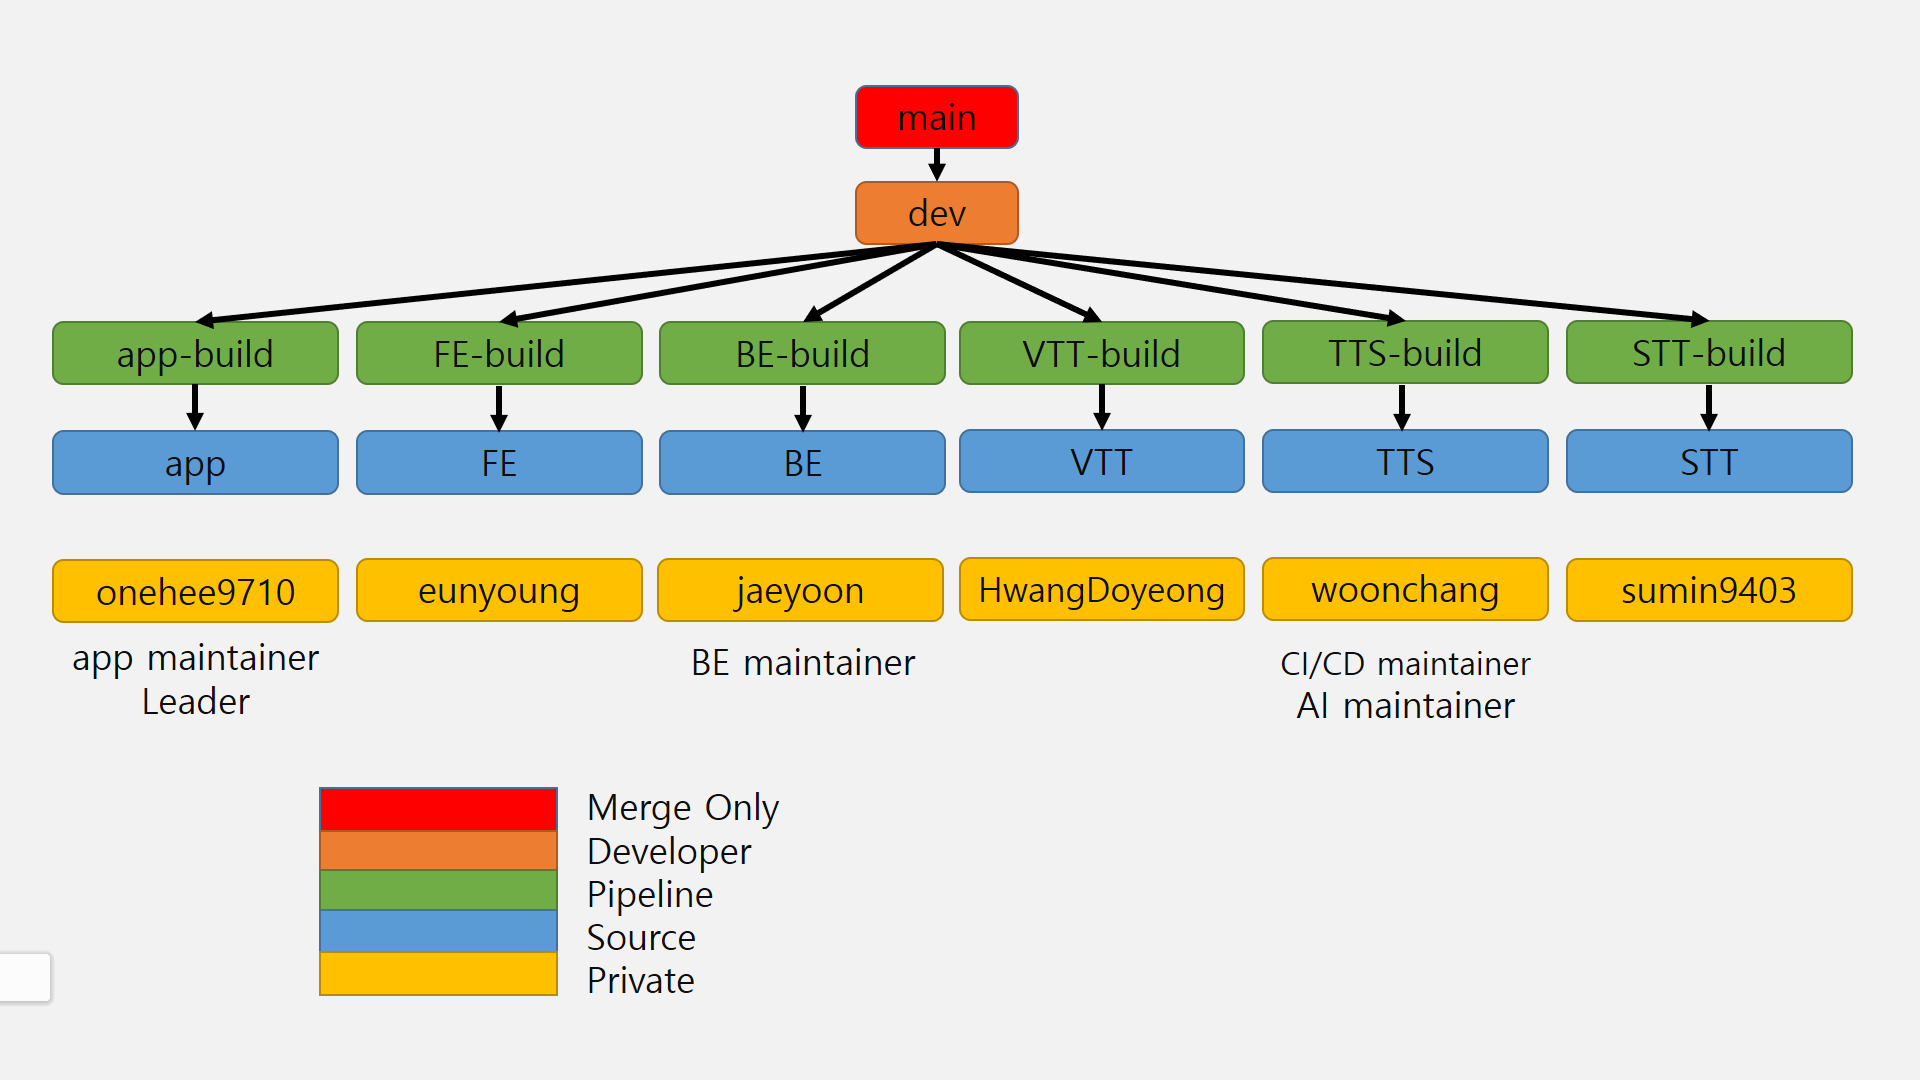 main
dev
app-build
FE-build
BE-build
VTT-build
TTS-build
STT-build
app
FE
BE
VTT
TTS
STT
onehee9710
eunyoung
jaeyoon
HwangDoyeong
woonchang
sumin9403
app maintainer
Leader
BE maintainer
CI/CD maintainer
AI maintainer
Merge Only
Developer
Pipeline
Source
Private